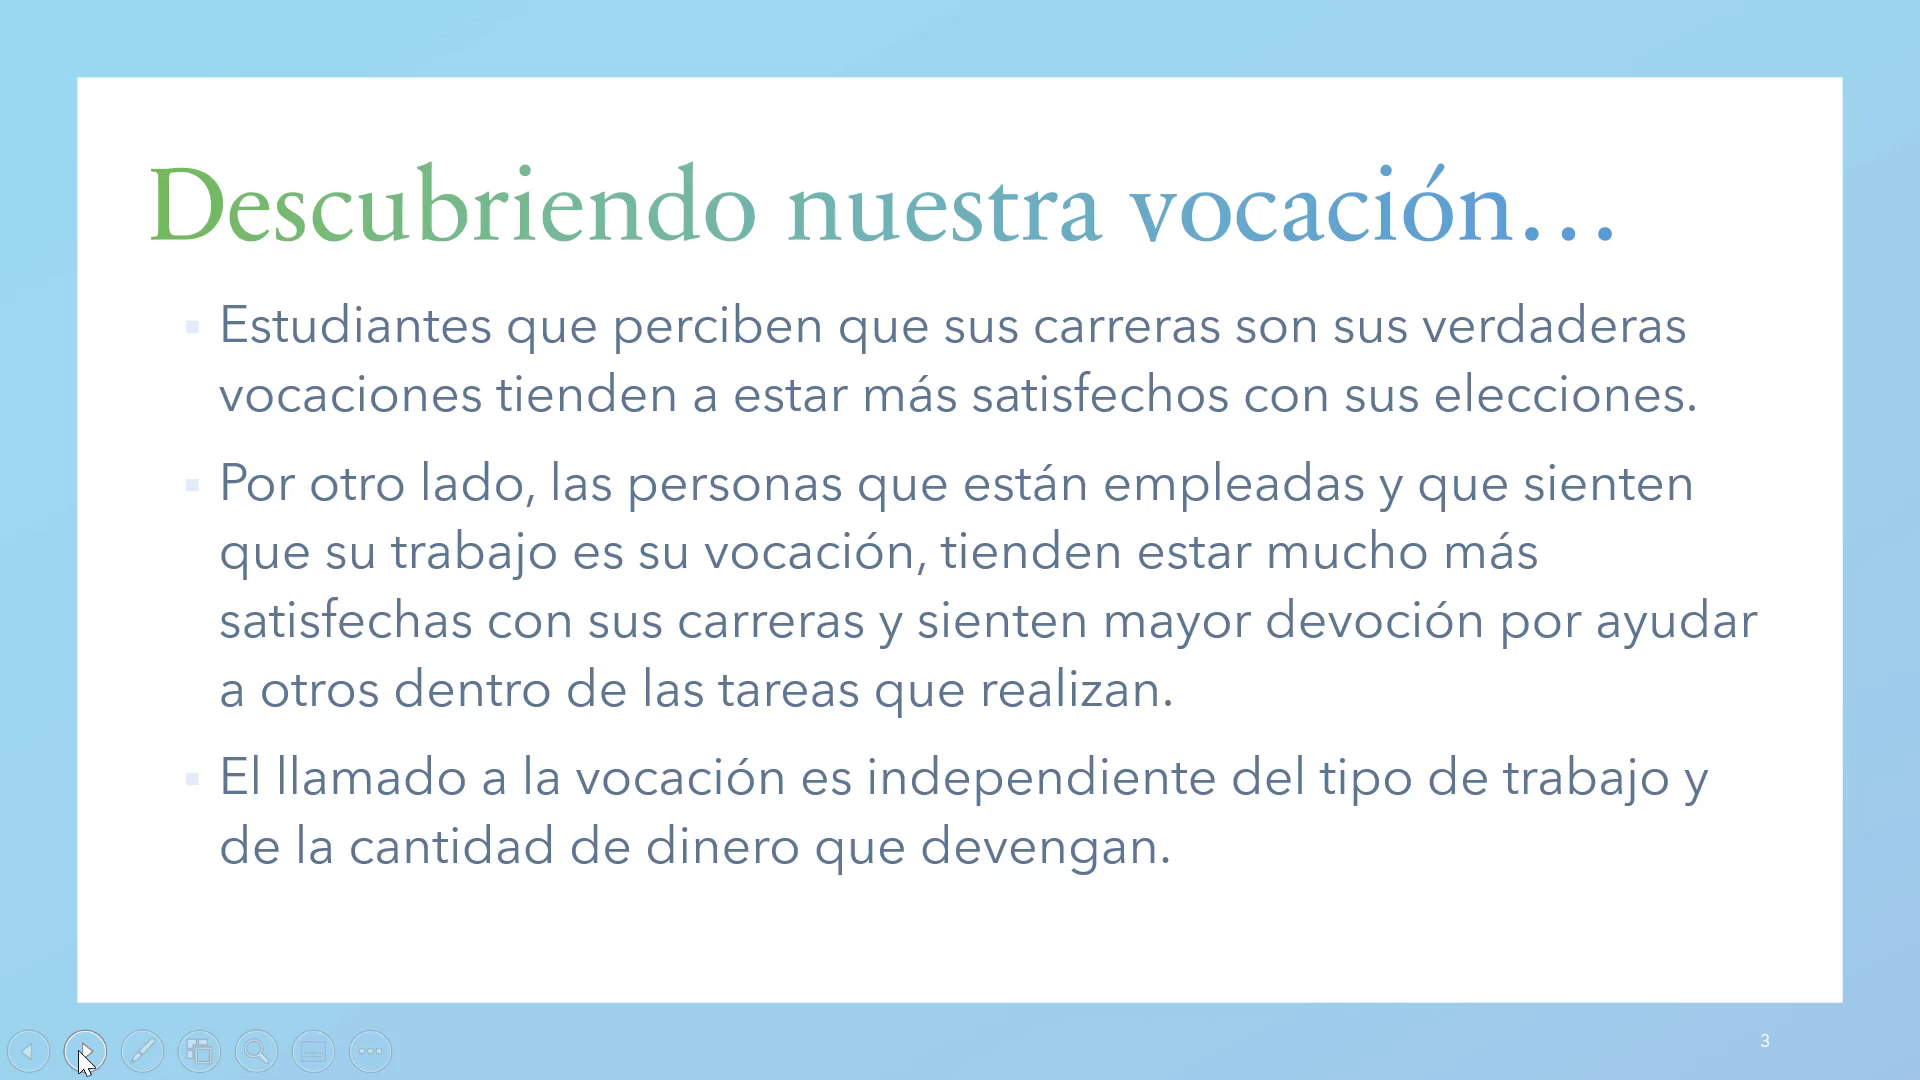 Descubriendo nuestra vocación...
▪ Estudiantes que perciben que sus carreras son sus verdaderas
vocaciones tienden a estar más satisfechos con sus elecciones.
▪ Por otro lado, las personas que están empleadas y que sienten
que su trabajo es su vocación, tienden estar mucho más
satisfechas con sus carreras y sienten mayor devoción por ayudar
a otros dentro de las tareas que realizan.
▪ El llamado a la vocación es independiente del tipo de trabajo y
de la cantidad de dinero que devengan.
3